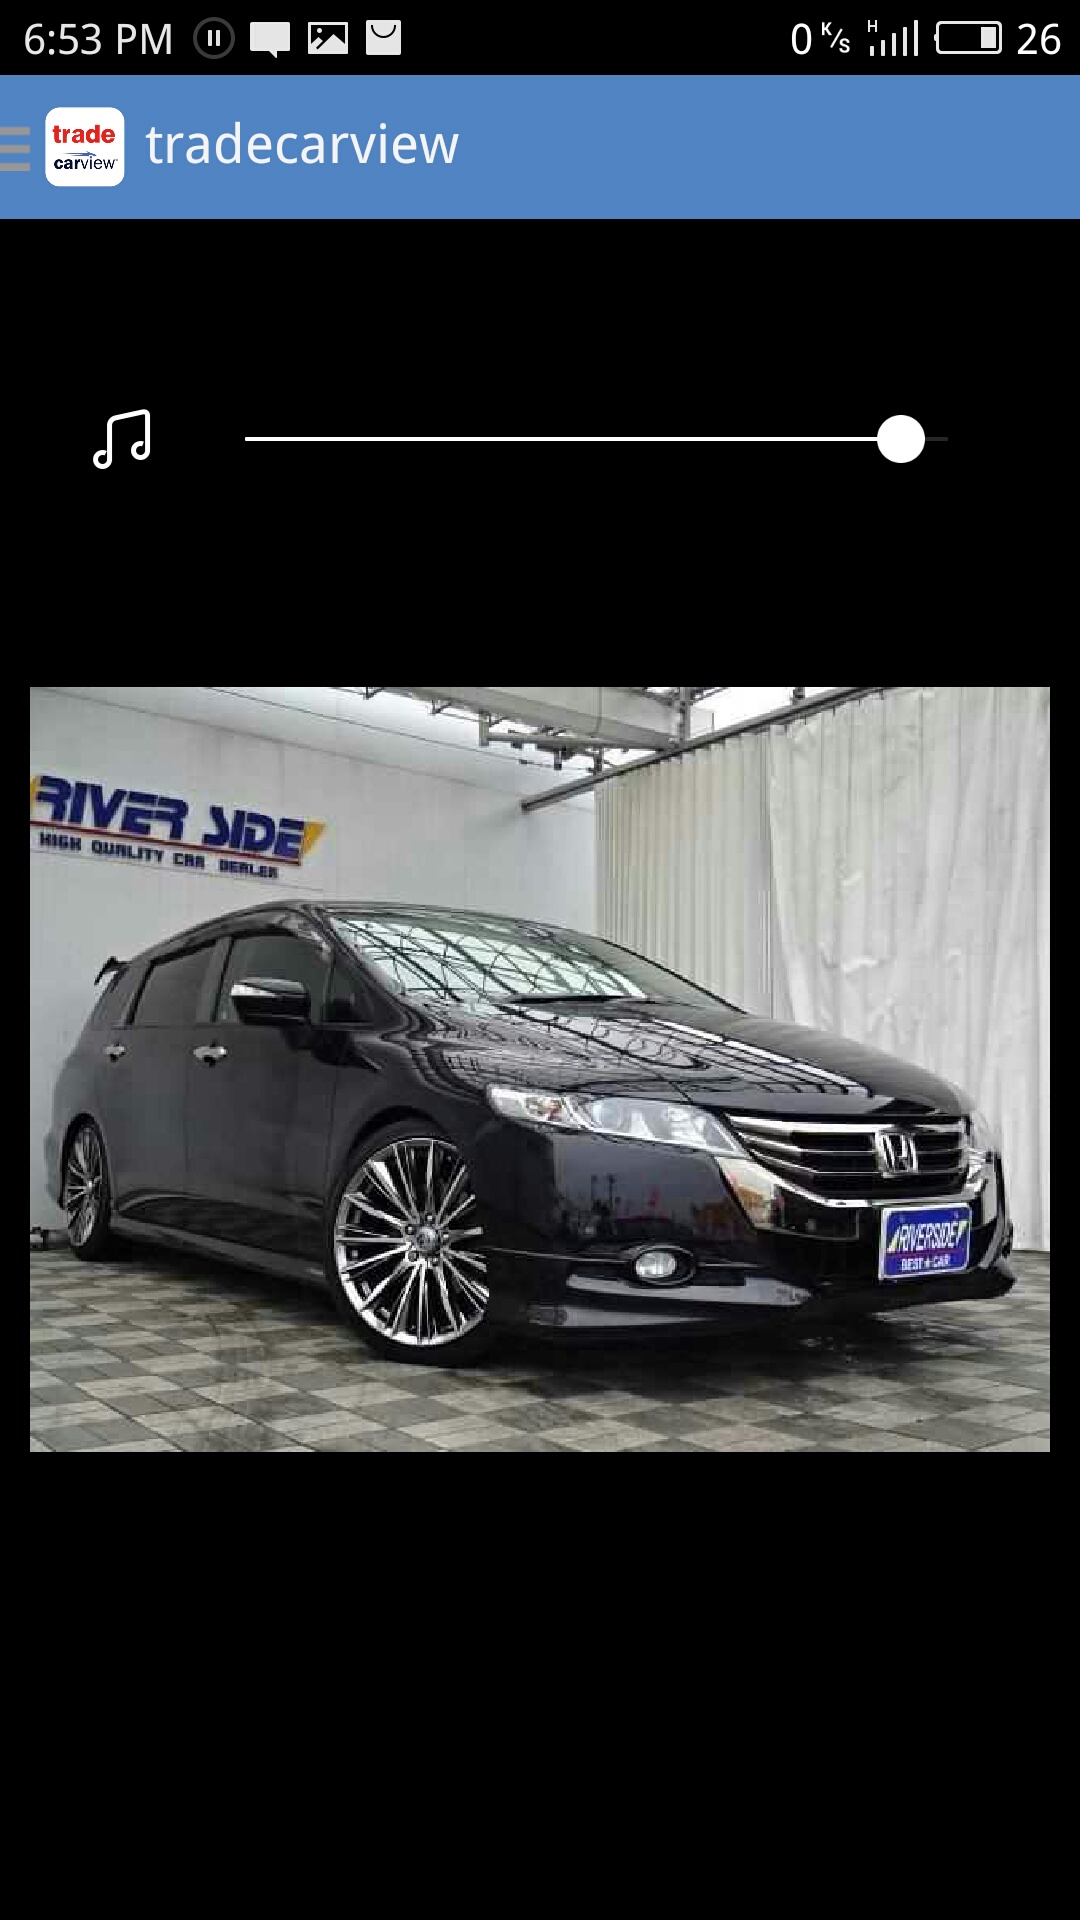 6:53 PM
0 K/s H 26
trade
carview
tradecarview
RIVER SIDE
HIGH QUALITY CAR DEALER
RIVERSIDE
BEST★CAR